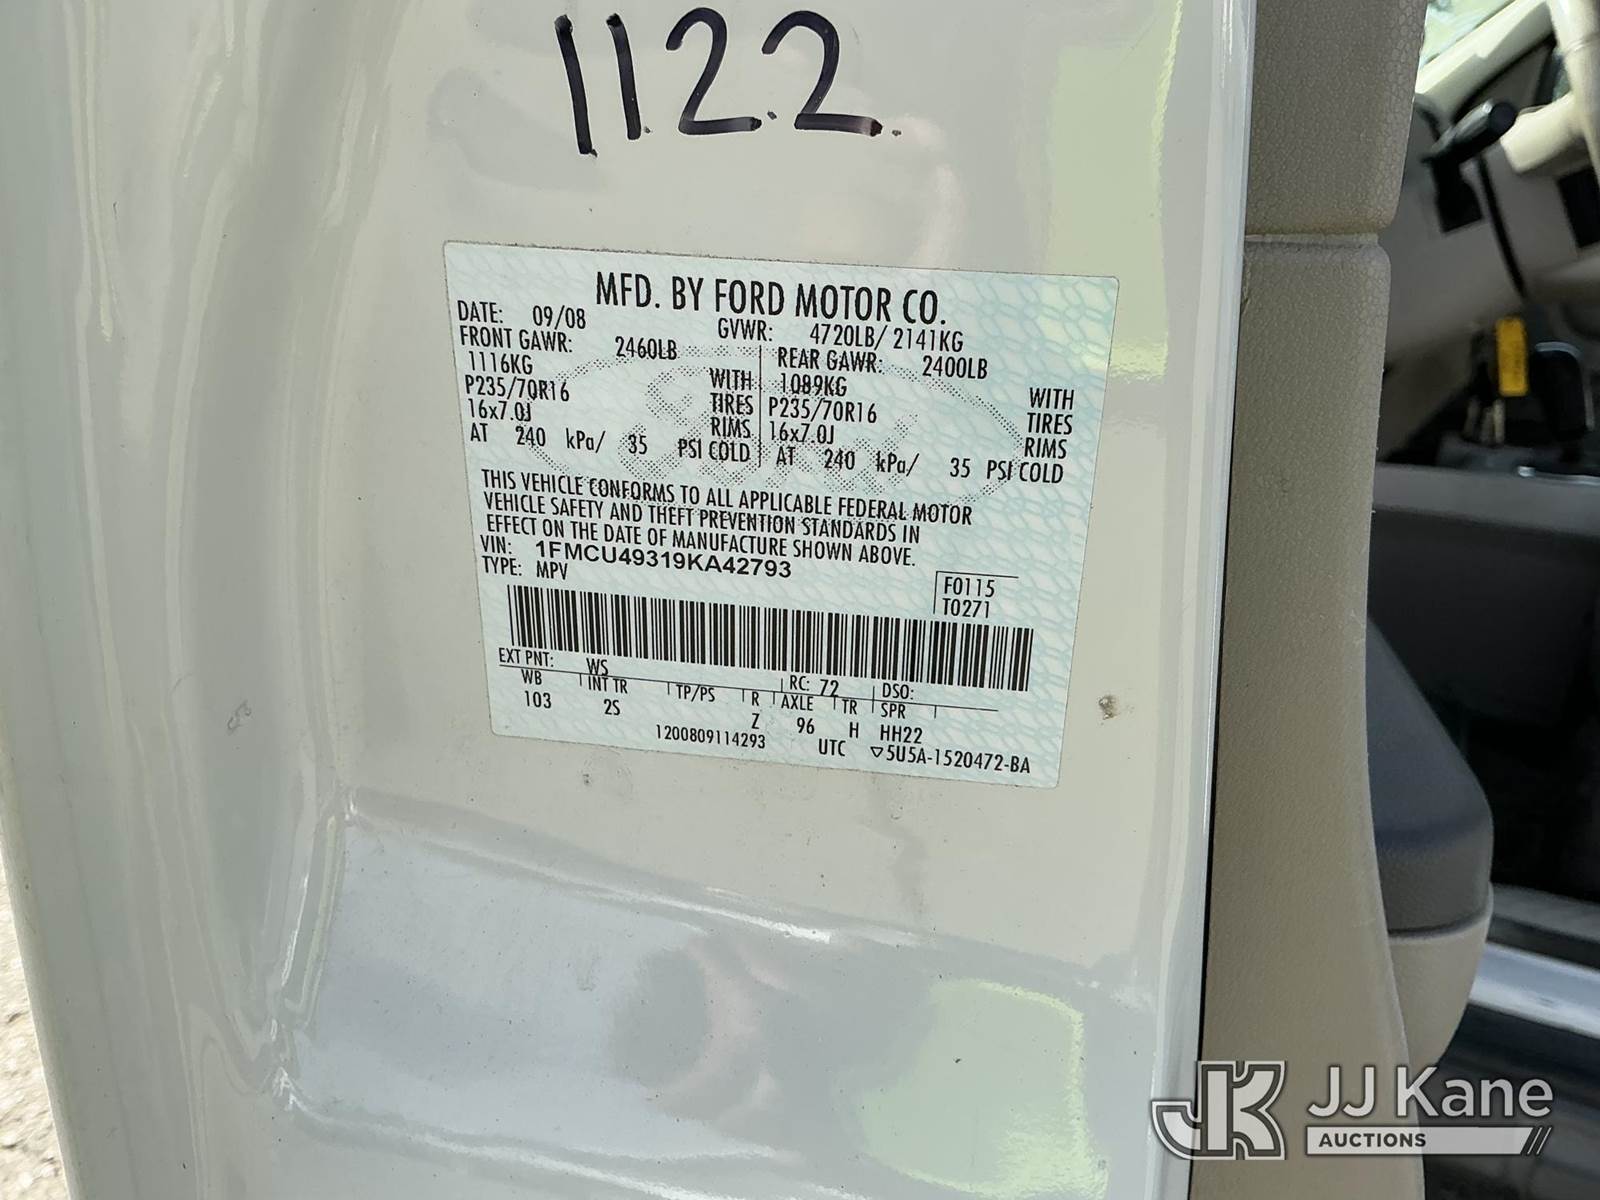 1122
MFD. BY FORD MOTOR CO.
DATE: 09/08 GVWR: 4720LB/ 2141KG
FRONT GAWR: 2460LB REAR GAWR: 2400LB
1116KG WITH 1089KG WITH
P235/70R16 TIRES P235/70R16 TIRES
16x7.0J RIMS 16x7.0J RIMS
AT 240 kPa/ 35 PSI COLD AT 240 kPa/ 35 PSI COLD
THIS VEHICLE CONFORMS TO ALL APPLICABLE FEDERAL MOTOR
VEHICLE SAFETY AND THEFT PREVENTION STANDARDS IN
EFFECT ON THE DATE OF MANUFACTURE SHOWN ABOVE.
VIN: 1FMCU49319KA42793
TYPE: MPV
F0115
T0271
EXT PNT: WS RC: 72 DSO:
WB INT TR TP/PS R AXLE TR SPR
103 2S Z 96 H HH22
1200809114293 UTC ▽5U5A-1520472-BA
JK JJ Kane
AUCTIONS